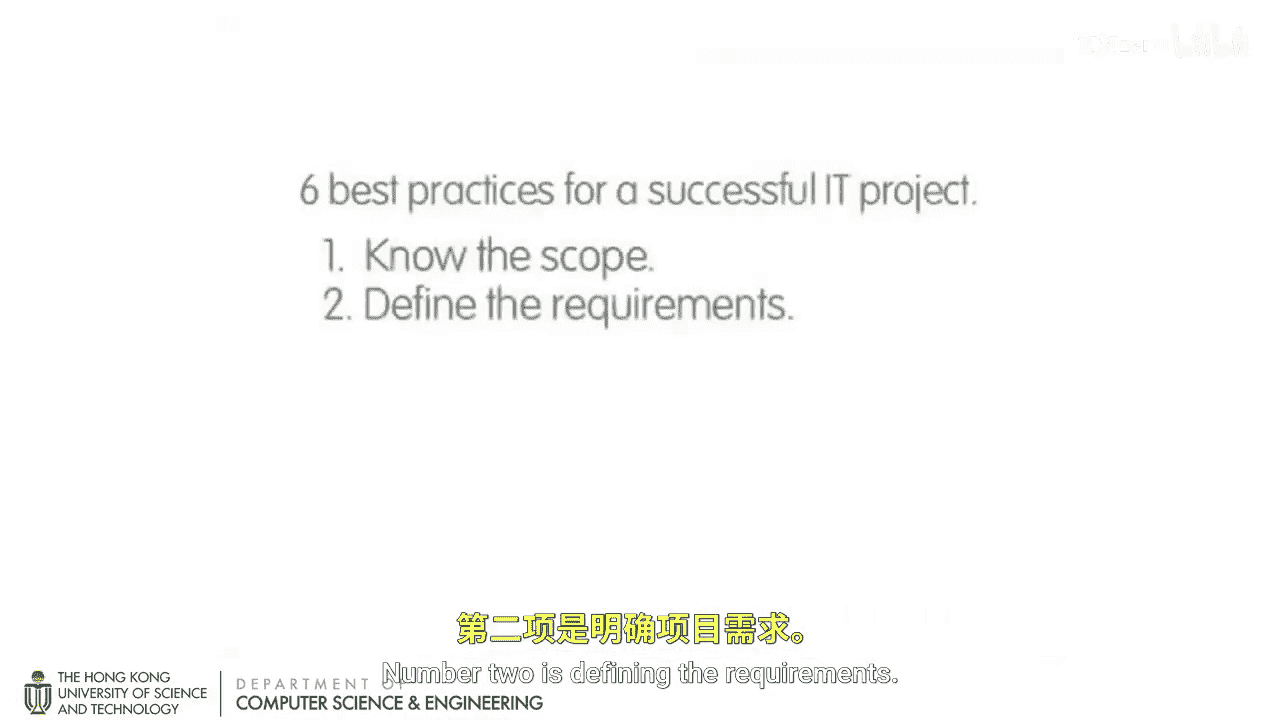 6 best practices for a successful IT project.
1. Know the scope.
2. Define the requirements.
第二项是明确项目需求。
Number two is defining the requirements.
THE HONG KONG
UNIVERSITY OF SCIENCE
AND TECHNOLOGY
DEPARTMENT OF
COMPUTER SCIENCE & ENGINEERING